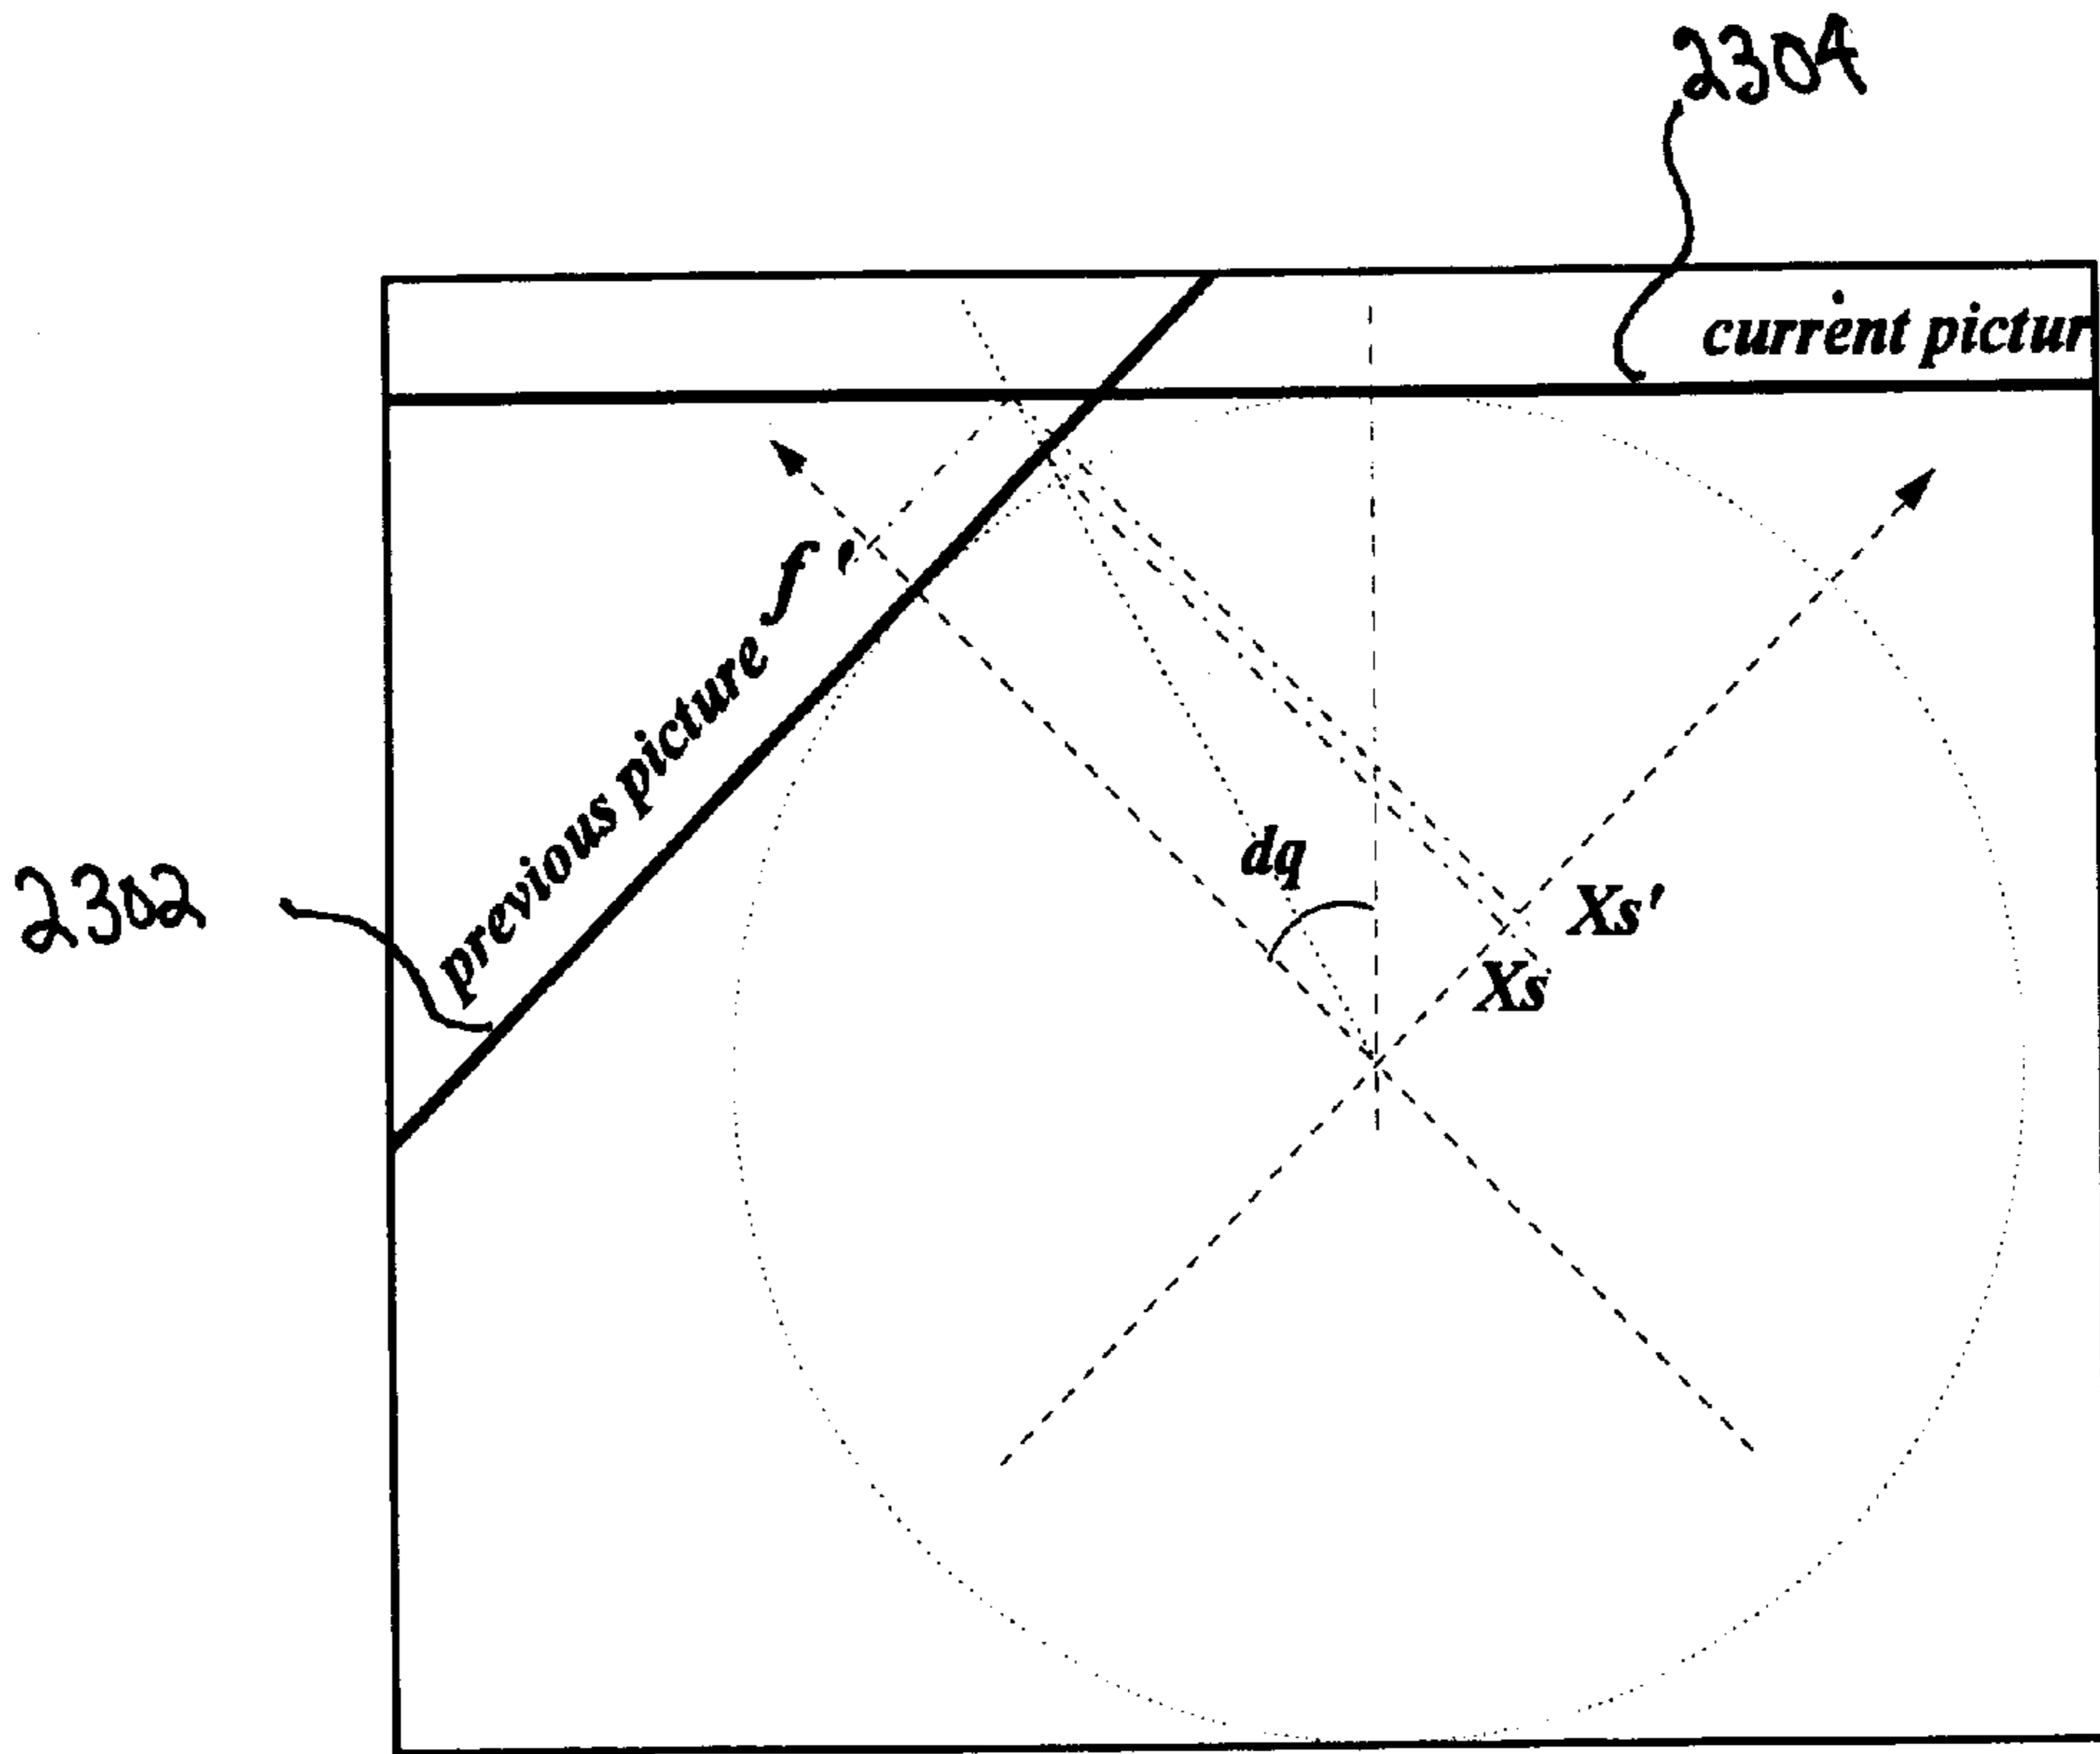 2304
current pictur
previous picture f'
dq
2302
Xs'
Xs